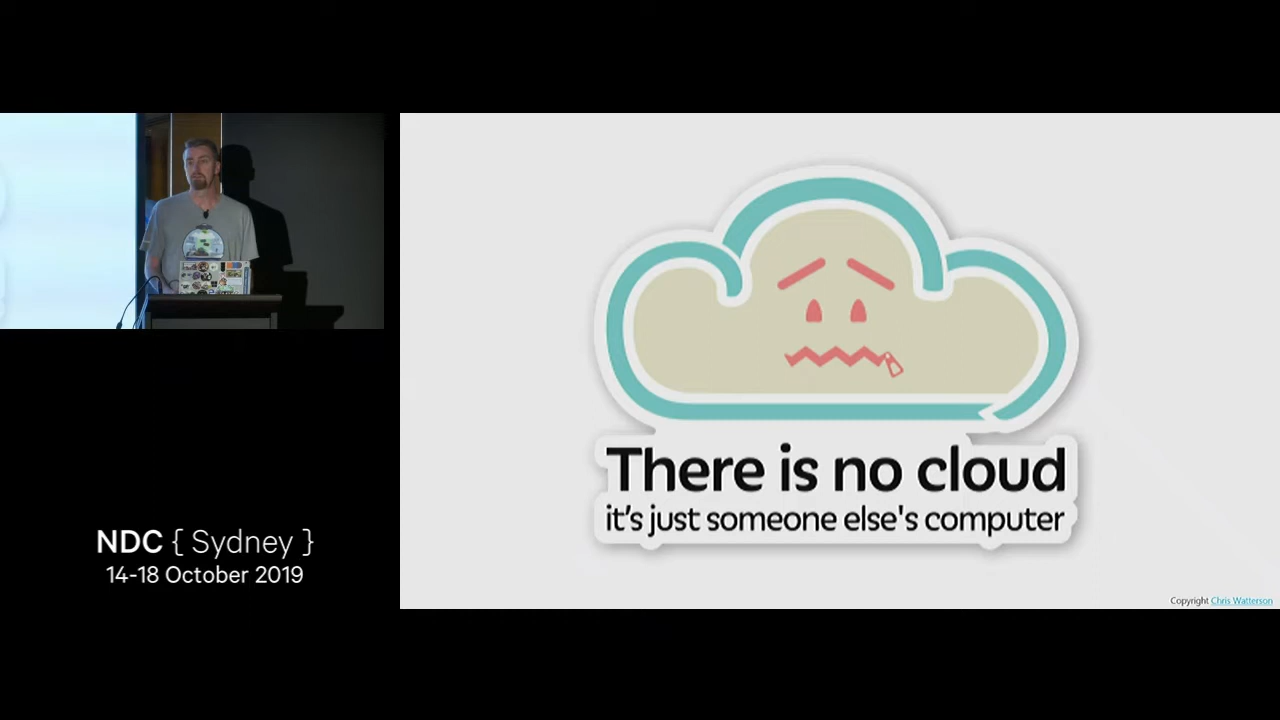 There is no cloud
it's just someone else's computer
NDC { Sydney }
14-18 October 2019
Copyright Chris Watterson